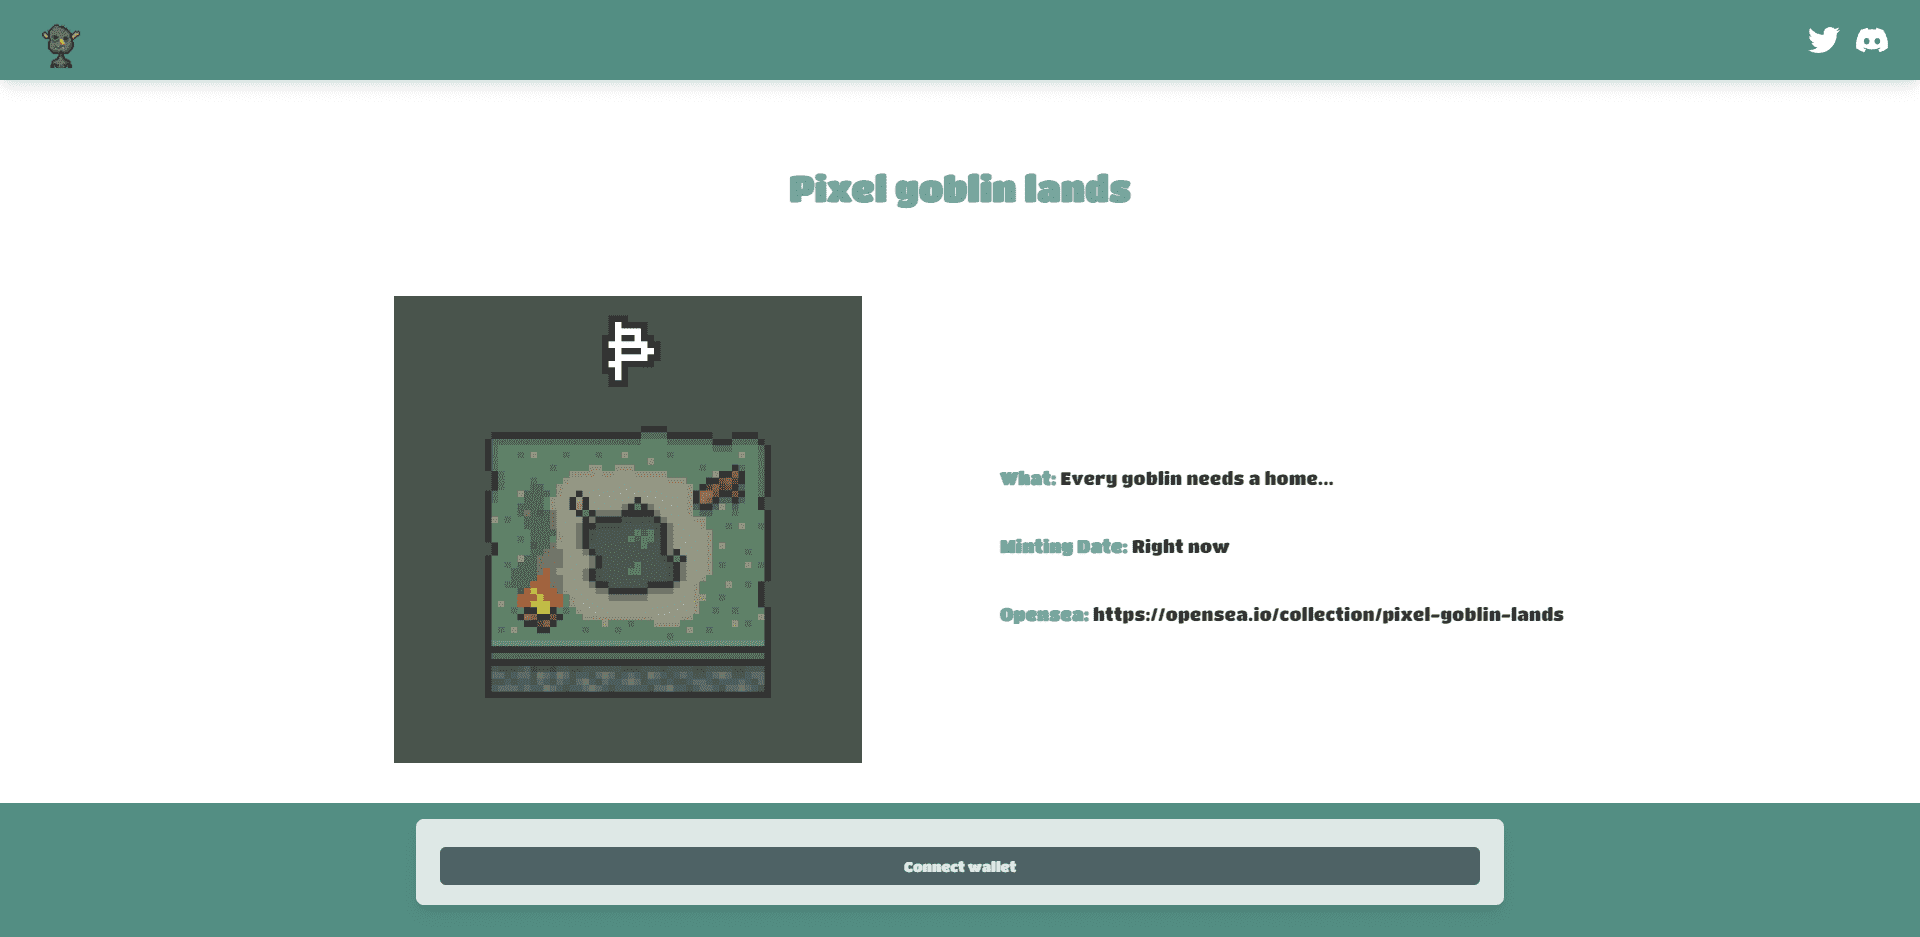 Pixel goblin lands
What: Every goblin needs a home...
Minting Date: Right now
Opensea: https://opensea.io/collection/pixel-goblin-lands
Connect wallet